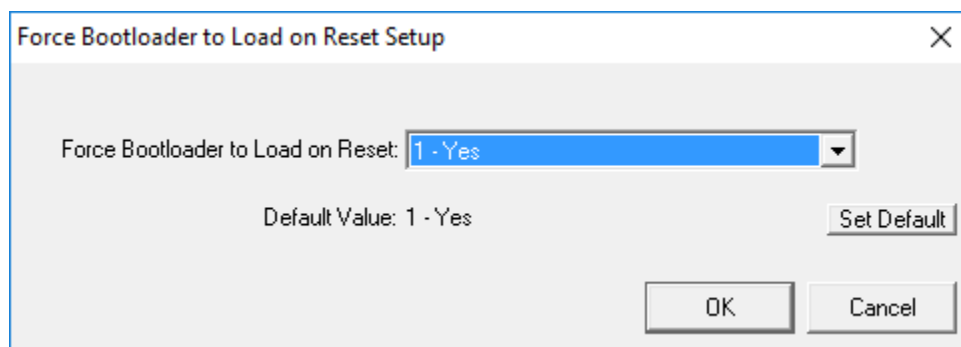 Force Bootloader to Load on Reset Setup
Force Bootloader to Load on Reset: 1 - Yes
Default Value: 1 - Yes Set Default
OK Cancel